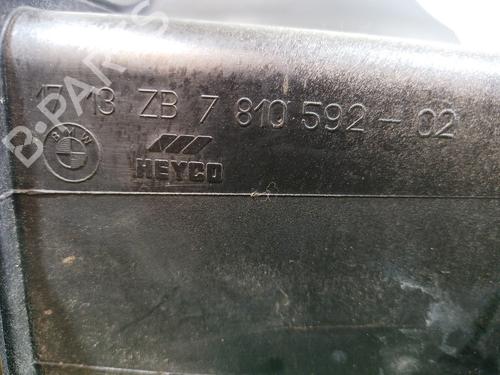 17 13 ZB 7 810 592 - 02
BMW
HEYCO
B-PARTS